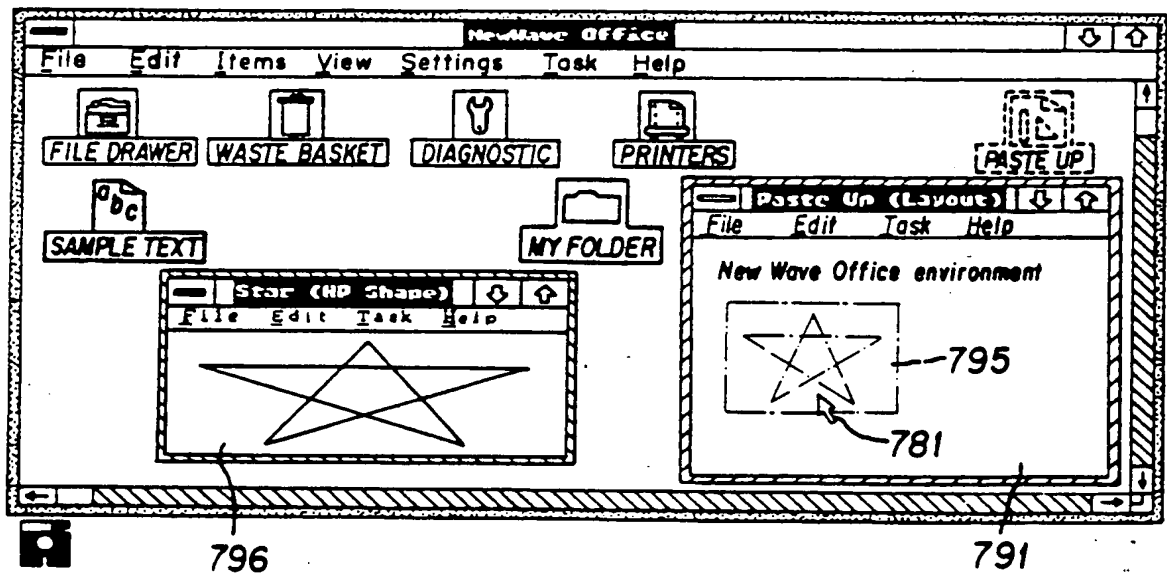 NewWave Office
File Edit Items View Settings Task Help
FILE DRAWER WASTE BASKET DIAGNOSTIC PRINTERS PASTE UP
SAMPLE TEXT MY FOLDER
abc
Paste Up (Layout)
File Edit Task Help
New Wave Office environment
795
781
Star (HP Shape)
File Edit Task Help
796
791